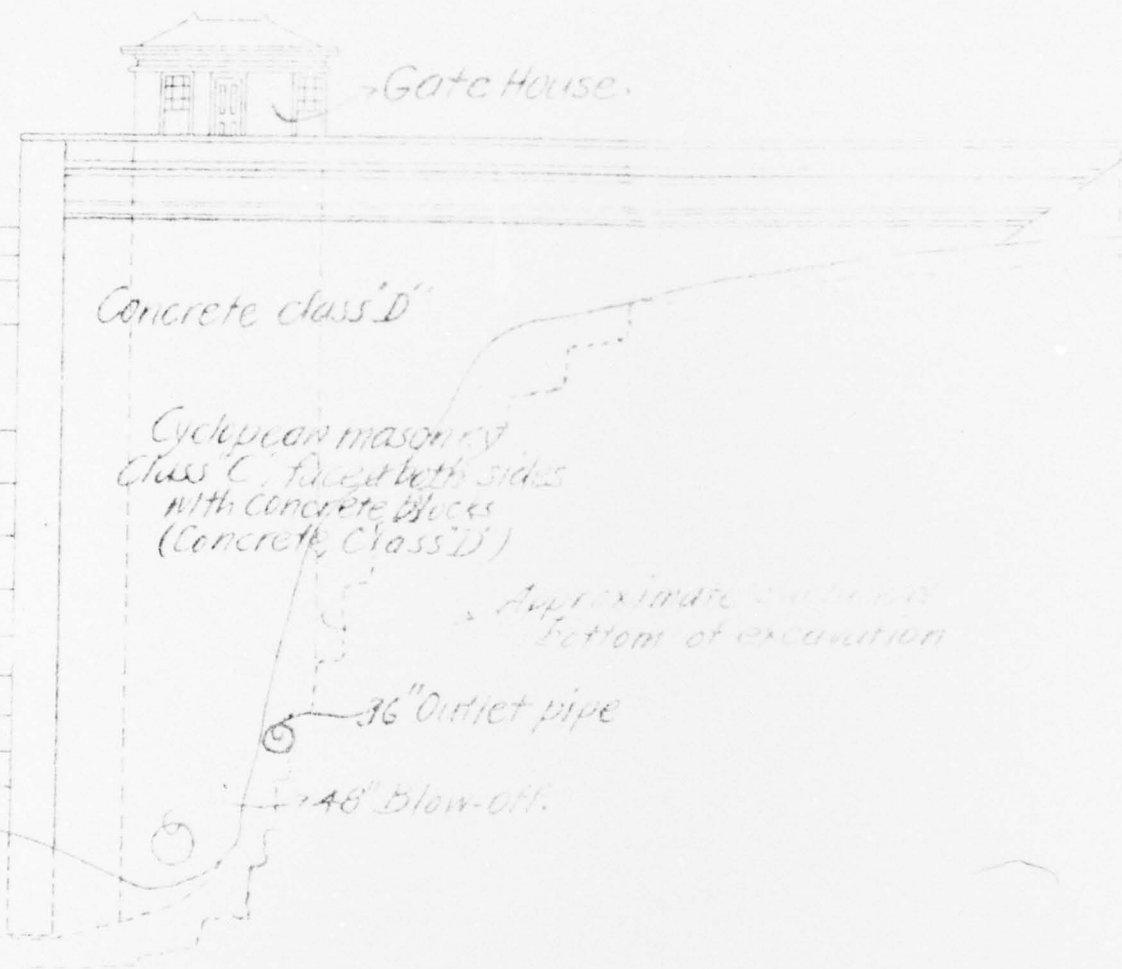 Gate House.
Concrete class "D"
Cyclopean masonry
Class "C", faced both sides
with concrete blocks
(Concrete, Class "D")
Approximate
bottom of excavation
36" Outlet pipe
48" Blow-off.